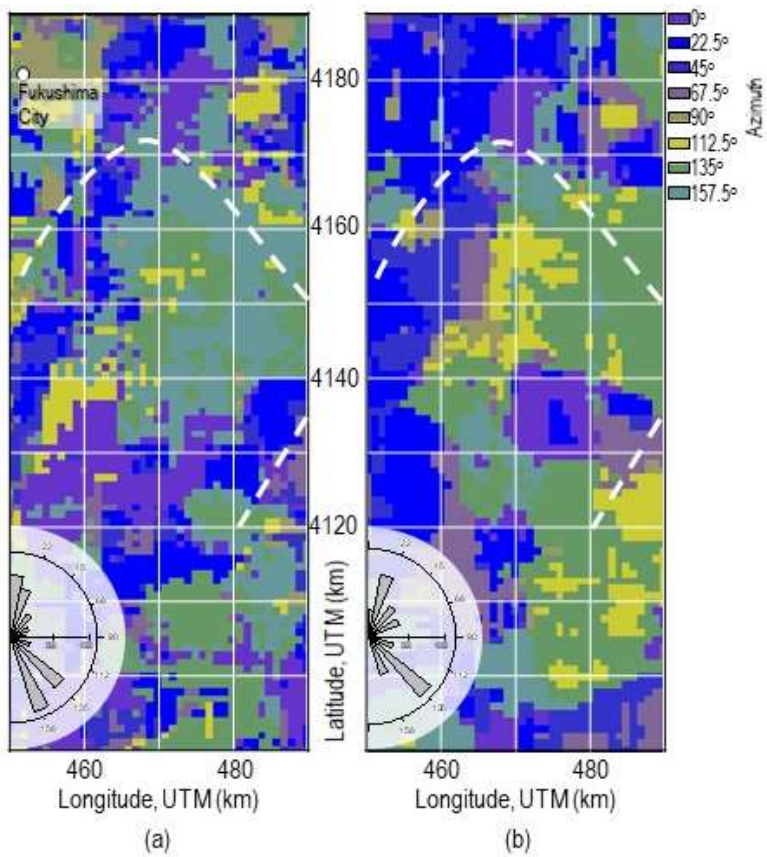 Fukushima
City
4180
4160
4140
4120
Latitude, UTM (km)
0°
22.5°
45°
67.5°
90°
112.5°
135°
157.5°
Azimuth
460 480
Longitude, UTM (km)
(a)
460 480
Longitude, UTM (km)
(b)